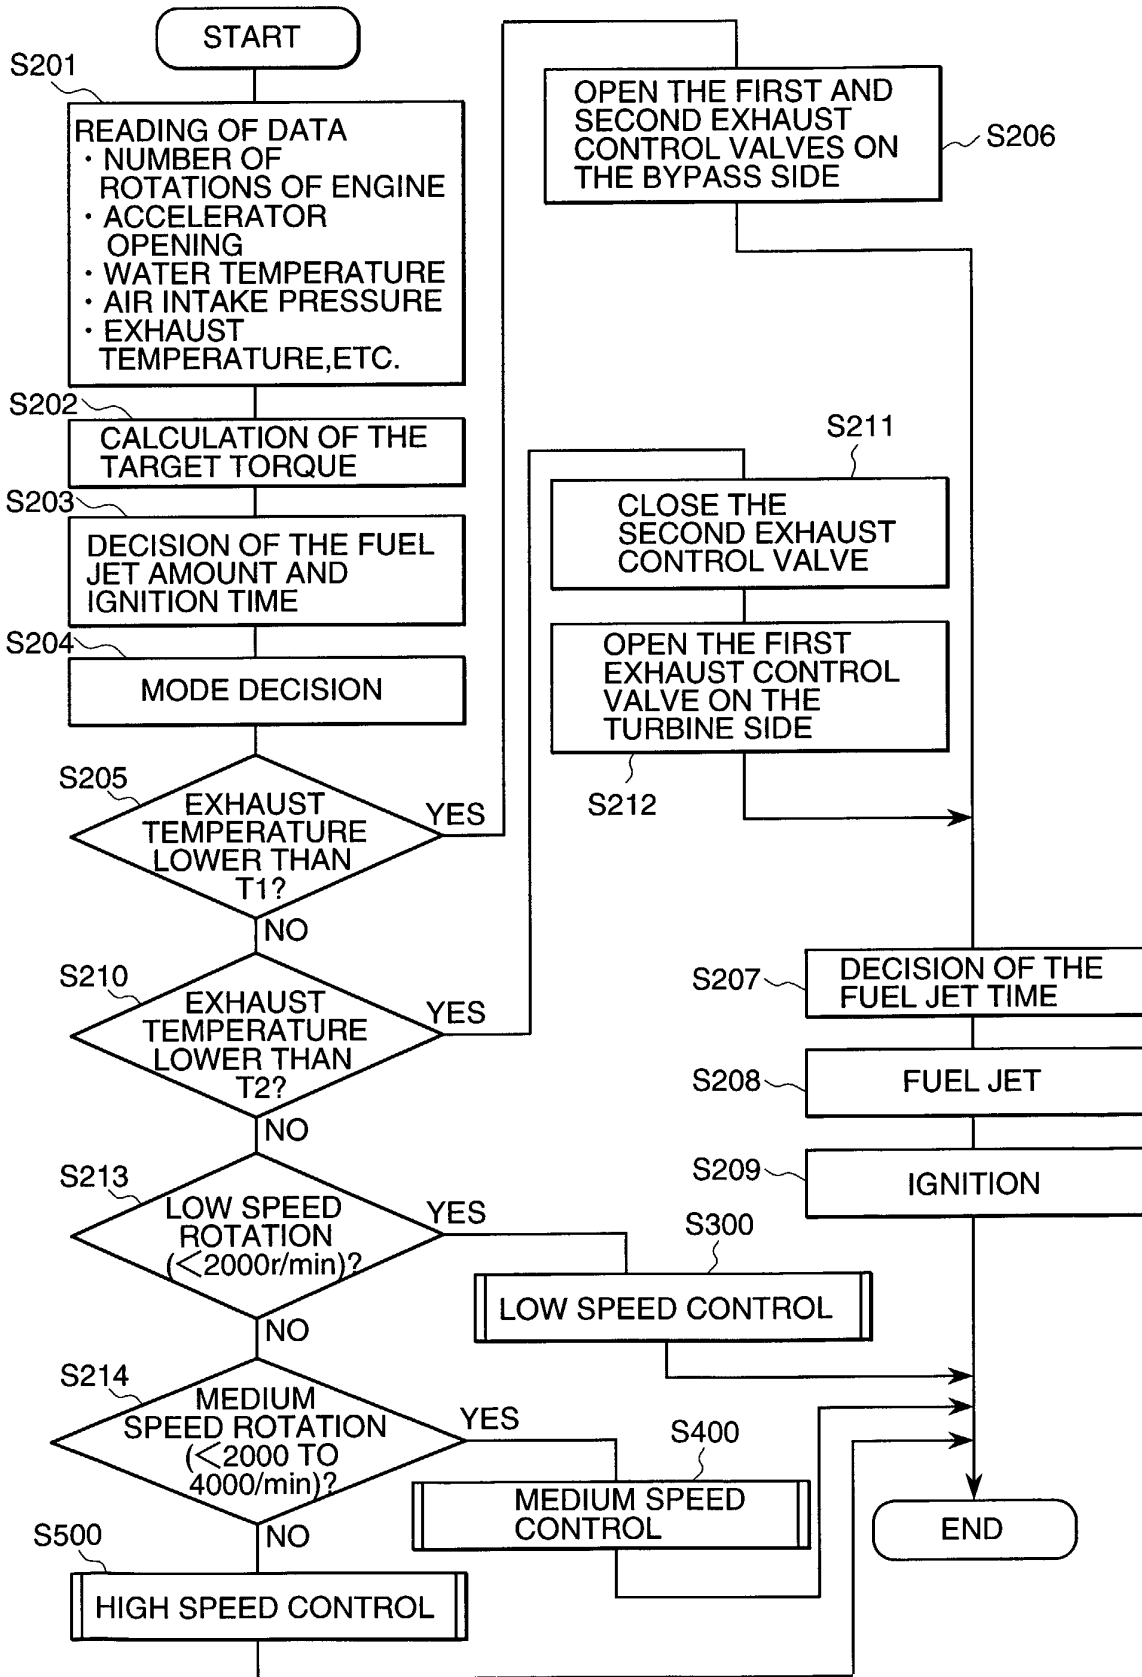 START
S201
READING OF DATA
・NUMBER OF
ROTATIONS OF ENGINE
・ACCELERATOR
OPENING
・WATER TEMPERATURE
・AIR INTAKE PRESSURE
・EXHAUST
TEMPERATURE,ETC.
S202
CALCULATION OF THE
TARGET TORQUE
S203
DECISION OF THE FUEL
JET AMOUNT AND
IGNITION TIME
S204
MODE DECISION
S205
EXHAUST
TEMPERATURE
LOWER THAN
T1?
YES
NO
OPEN THE FIRST AND
SECOND EXHAUST
CONTROL VALVES ON
THE BYPASS SIDE
S206
S210
EXHAUST
TEMPERATURE
LOWER THAN
T2?
YES
NO
S211
CLOSE THE
SECOND EXHAUST
CONTROL VALVE
OPEN THE FIRST
EXHAUST CONTROL
VALVE ON THE
TURBINE SIDE
S212
S207
DECISION OF THE
FUEL JET TIME
S208
FUEL JET
S209
IGNITION
S213
LOW SPEED
ROTATION
(<2000r/min)?
YES
NO
S300
LOW SPEED CONTROL
S214
MEDIUM
SPEED ROTATION
(<2000 TO
4000/min)?
YES
NO
S400
MEDIUM SPEED
CONTROL
S500
HIGH SPEED CONTROL
END